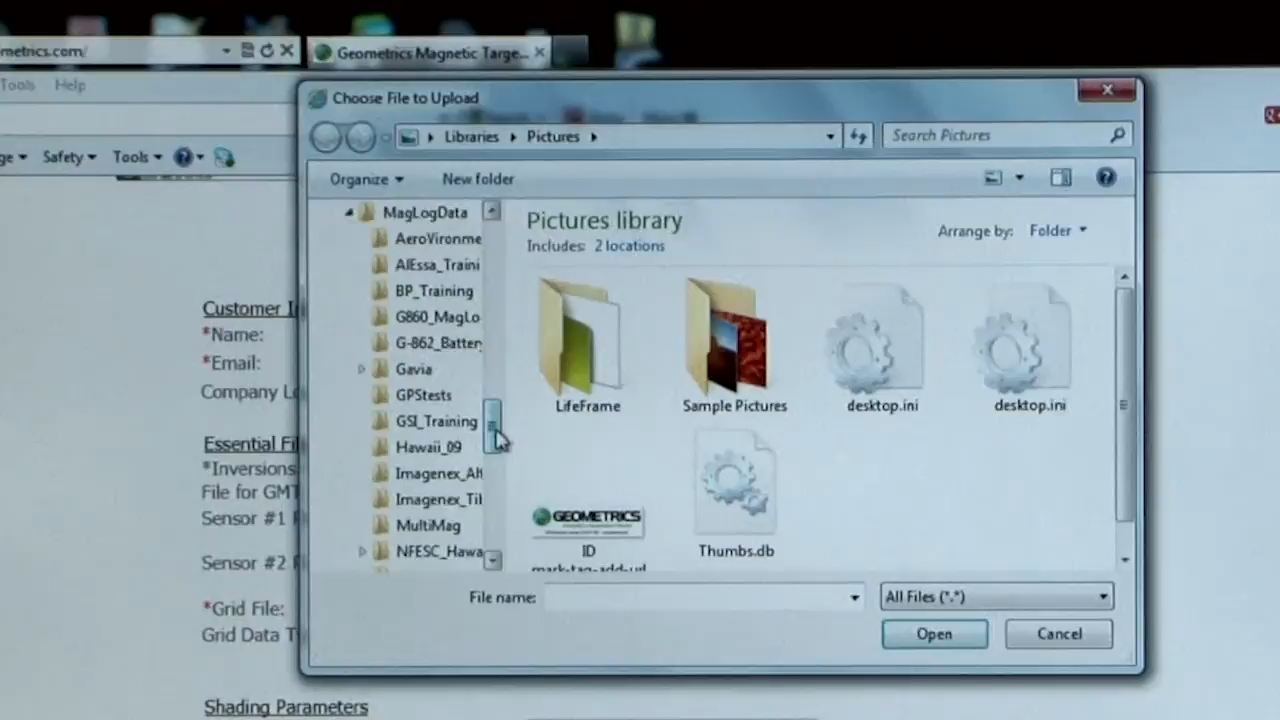 metrics.com/
Geometrics Magnetic Targe...
Tools Help
Choose File to Upload
Libraries Pictures
Search Pictures
Safety Tools
Organize New folder
MagLogData
AeroVironme
AlEssa_Traini
BP_Training
G860_MagLo
G-862_Battery
Gavia
GPStests
GSI_Training
Hawaii_09
Imagenex_Alt
Imagenex_Til
MultiMag
NFESC_Hawa
Pictures library
Includes: 2 locations
Arrange by: Folder
LifeFrame
Sample Pictures
desktop.ini
desktop.ini
GEOMETRICS
ID
mark-tag-add-url
Thumbs.db
File name:
All Files (*.*)
Open
Cancel
Customer In
*Name:
*Email:
Company Lo
Essential Fil
*Inversions
File for GMT
Sensor #1
Sensor #2
*Grid File:
Grid Data T
Shading Parameters